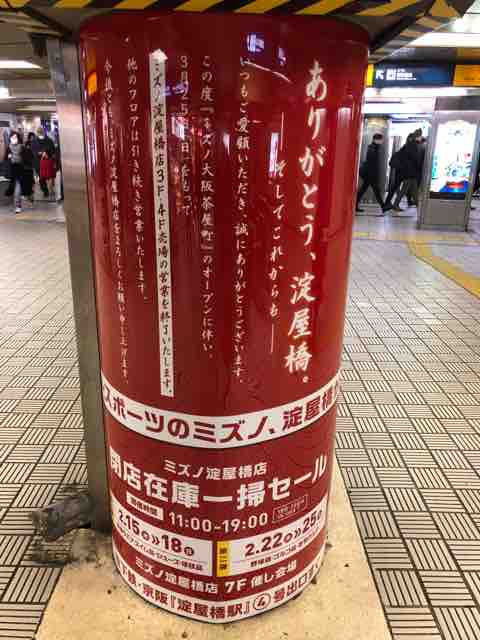 ありがとう、淀屋橋。
そしてこれからも
いつもご愛顧いただき、誠にありがとうございます。
この度『ミズノ大阪茶屋町』のオープンに伴い、
3月25日
をもって
ミズノ淀屋橋店3F・4F売場の営業を終了いたします。
他のフロアは引き続き営業いたします。
今後ともミズノ淀屋橋店をよろしくお願い申し上げます。
スポーツのミズノ、淀屋橋
ミズノ淀屋橋店
閉店在庫一掃セール
開催時間 11:00-19:00
2.15 18
第二弾
2.22 25
ミズノ淀屋橋店 7F 催し会場
下鉄・京阪『淀屋橋駅』④号出口